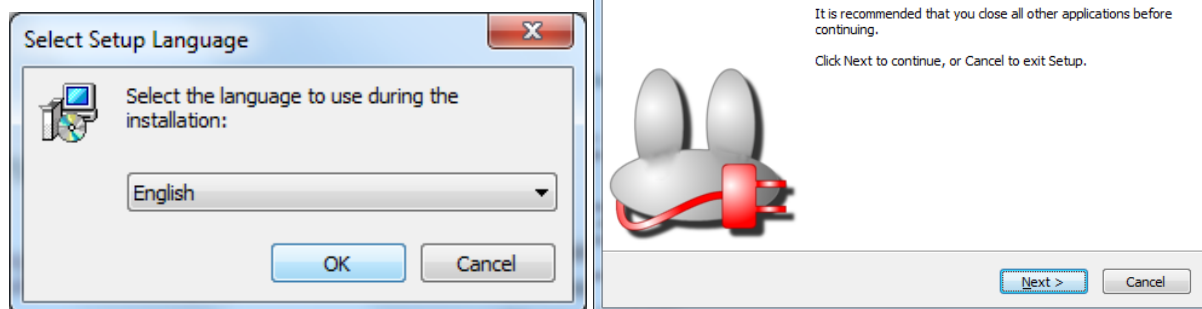 Select Setup Language
Select the language to use during the
installation:
English
OK
Cancel
It is recommended that you close all other applications before
continuing.
Click Next to continue, or Cancel to exit Setup.
Next >
Cancel